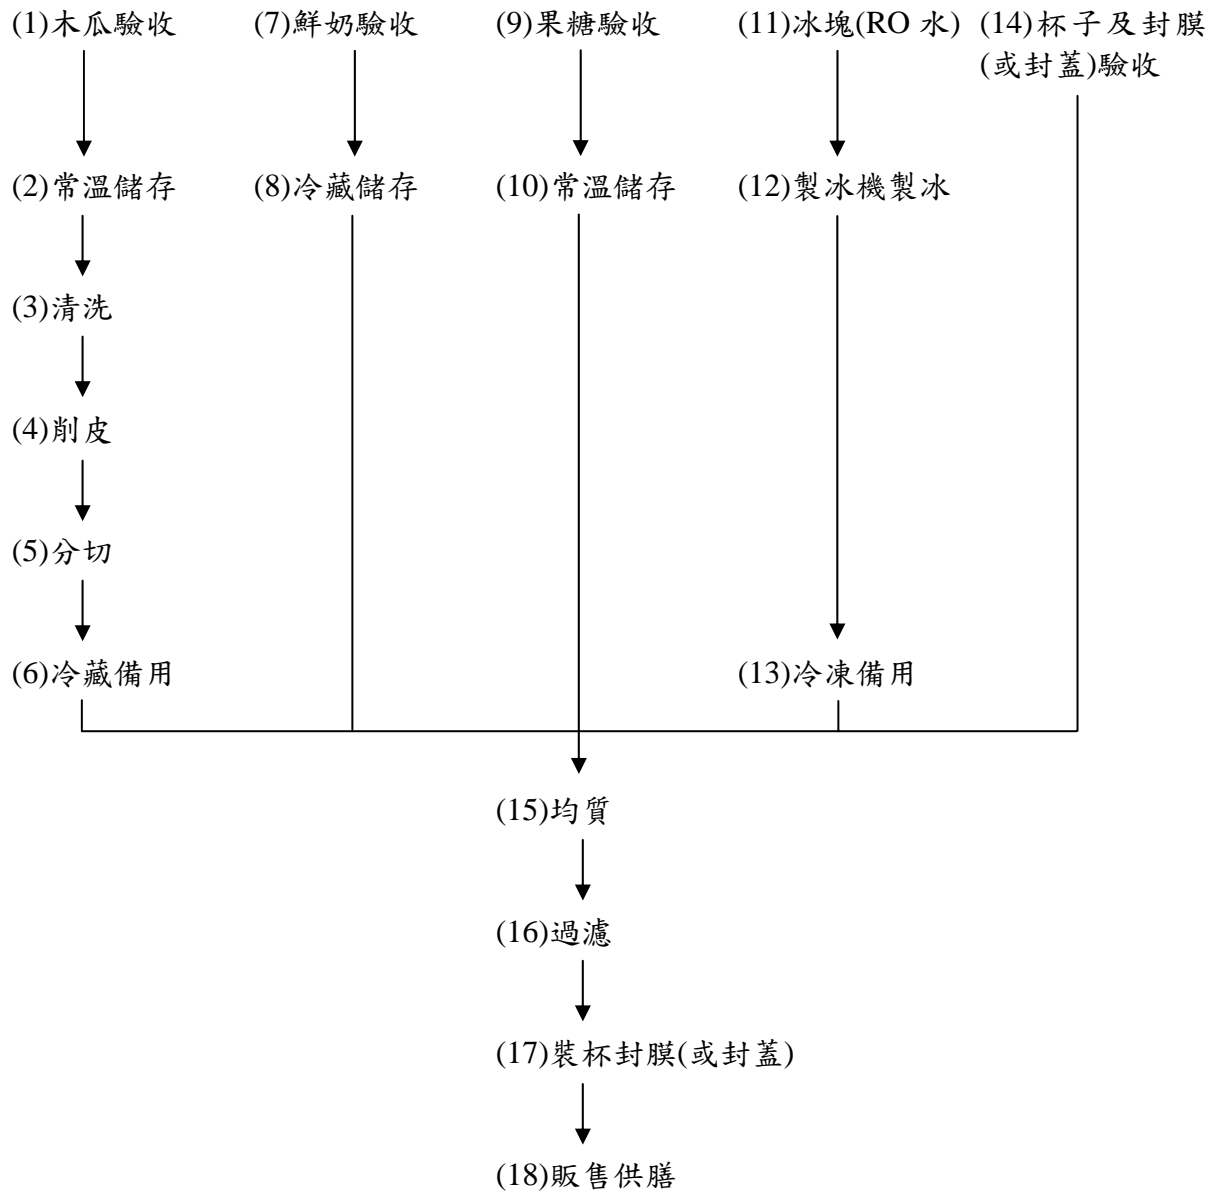 (1)木瓜驗收
(7)鮮奶驗收
(9)果糖驗收
(11)冰塊(RO 水)
(14)杯子及封膜
(或封蓋)驗收
(2)常溫儲存
(8)冷藏儲存
(10)常溫儲存
(12)製冰機製冰
(3)清洗
(4)削皮
(5)分切
(6)冷藏備用
(13)冷凍備用
(15)均質
(16)過濾
(17)裝杯封膜(或封蓋)
(18)販售供膳